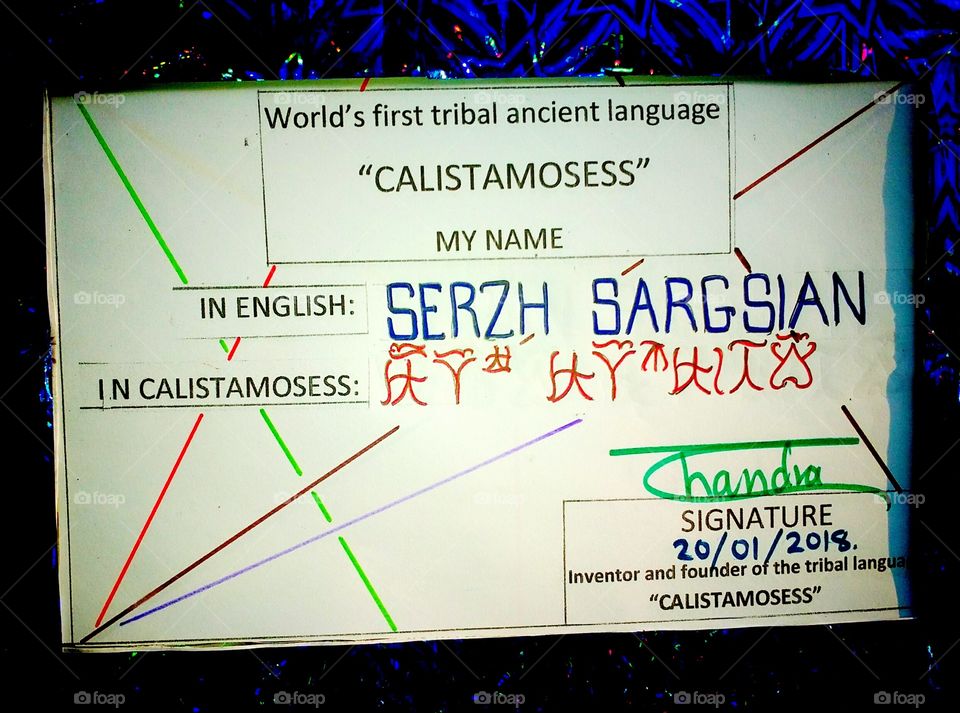 World's first tribal ancient language
"CALISTAMOSESS"
MY NAME
IN ENGLISH: SERZH SARGSIAN
IN CALISTAMOSESS:
Chandra
SIGNATURE
20/01/2018.
Inventor and founder of the tribal langua
"CALISTAMOSESS"